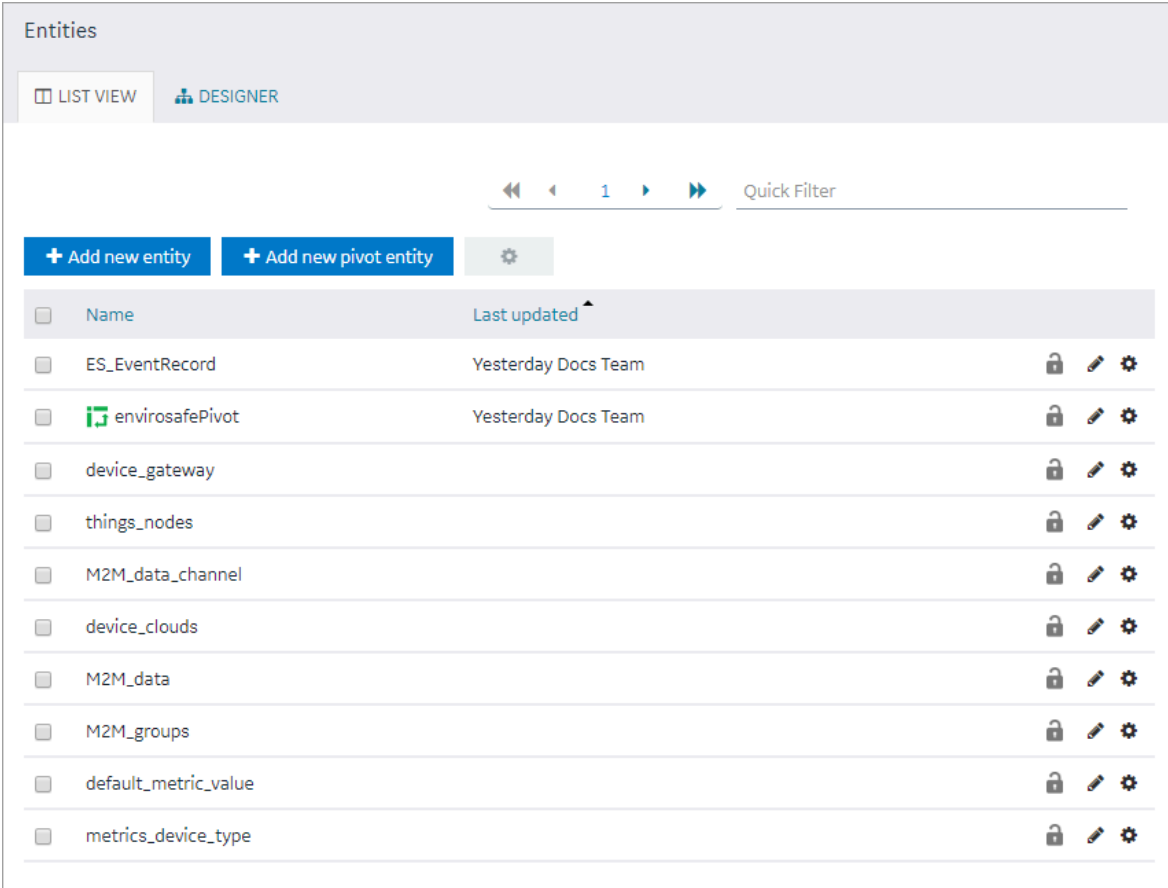 Entities
LIST VIEW DESIGNER
1 Quick Filter
+ Add new entity + Add new pivot entity
Name Last updated
ES_EventRecord Yesterday Docs Team
envirosafePivot Yesterday Docs Team
device_gateway
things_nodes
M2M_data_channel
device_clouds
M2M_data
M2M_groups
default_metric_value
metrics_device_type